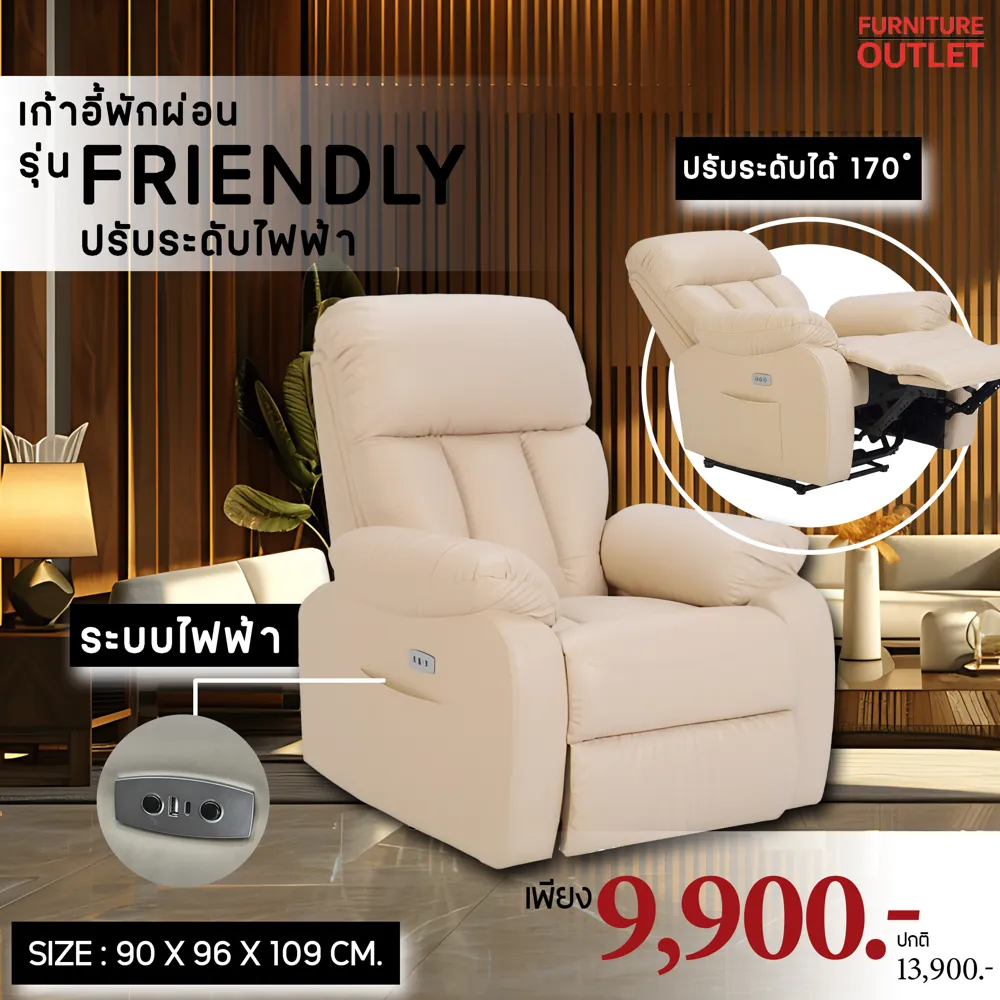 FURNITURE
OUTLET
เก้าอี้พักผ่อน
รุ่น FRIENDLY
ปรับระดับไฟฟ้า
ปรับระดับได้ 170°
ระบบไฟฟ้า
เพียง 9,900.-
ปกติ
13,900.-
SIZE : 90 X 96 X 109 CM.